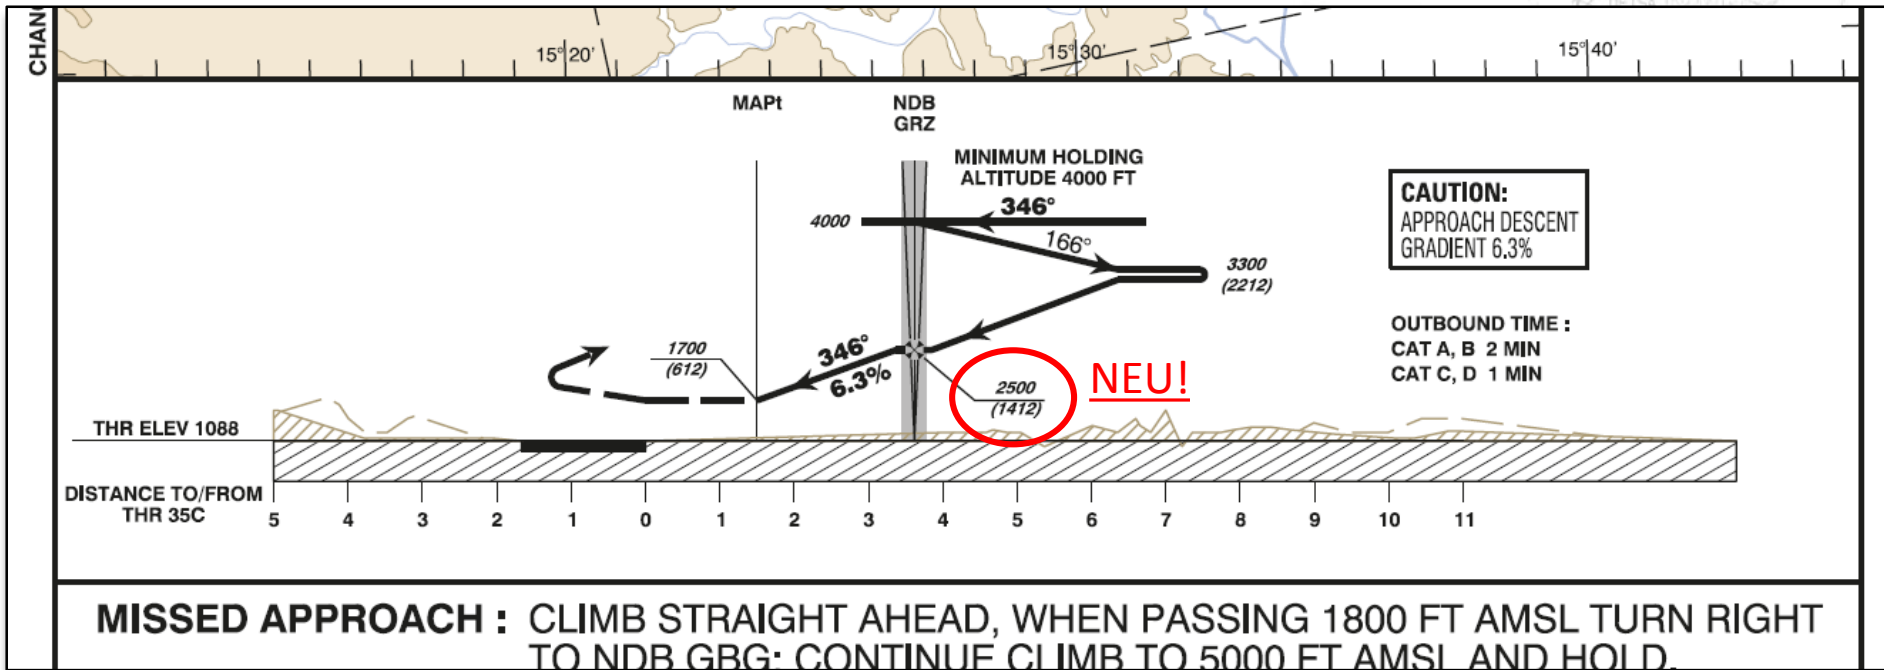 CHANG
15°20'
15°30'
15°40'
MAPt
NDB
GRZ
MINIMUM HOLDING
ALTITUDE 4000 FT
346°
4000
166°
3300
(2212)
CAUTION:
APPROACH DESCENT
GRADIENT 6.3%
OUTBOUND TIME :
CAT A, B 2 MIN
CAT C, D 1 MIN
1700
(612)
346°
6.3%
2500
(1412)
NEU!
THR ELEV 1088
DISTANCE TO/FROM
THR 35C
5 4 3 2 1 0 1 2 3 4 5 6 7 8 9 10 11
MISSED APPROACH : CLIMB STRAIGHT AHEAD, WHEN PASSING 1800 FT AMSL TURN RIGHT
TO NDB GBG; CONTINUE CLIMB TO 5000 FT AMSL AND HOLD.